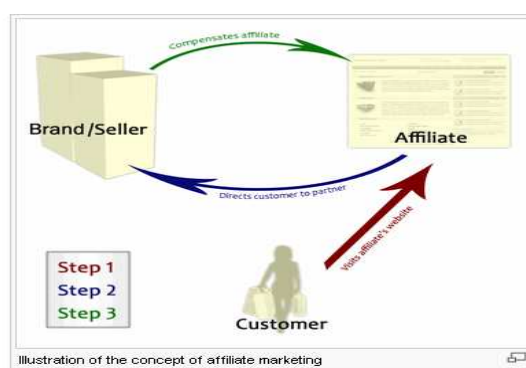 Compensates affiliate
Brand/Seller
Affiliate
Directs customer to partner
Visits affiliate's website
Step 1
Step 2
Step 3
Customer
Illustration of the concept of affiliate marketing